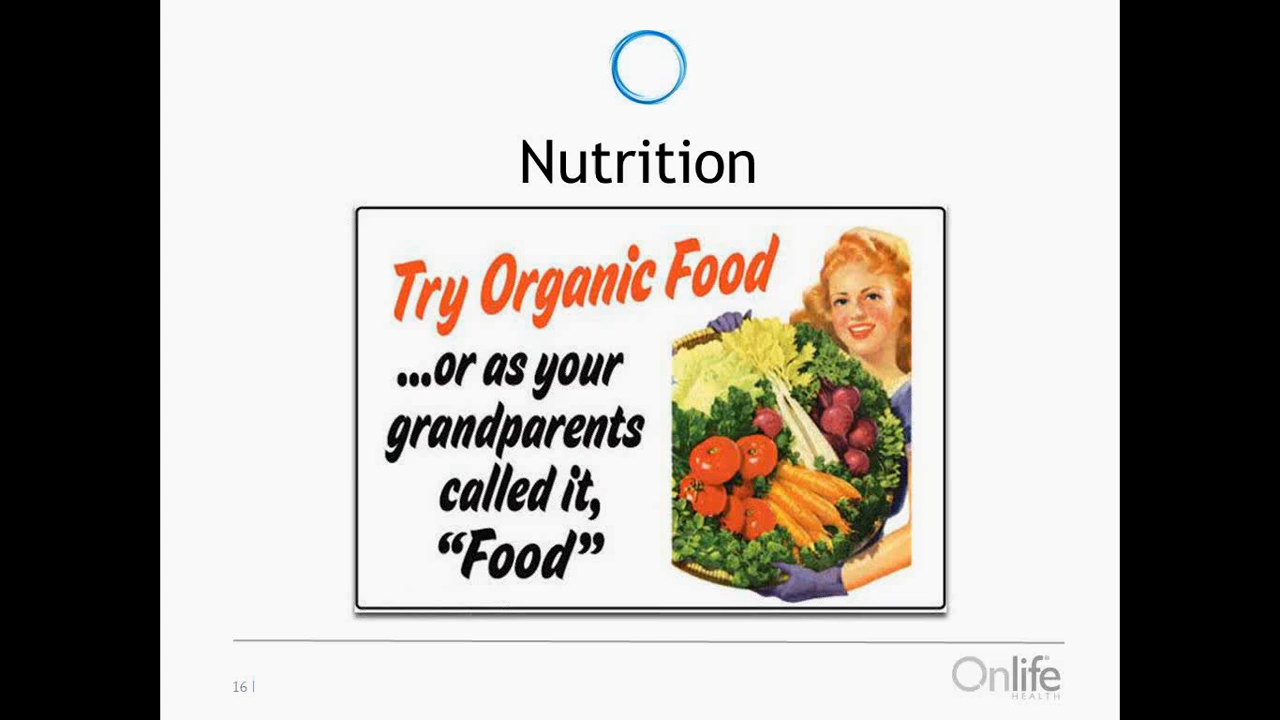 Nutrition
Try Organic Food
...or as your
grandparents
called it,
“Food”
16 |
Onlife
HEALTH